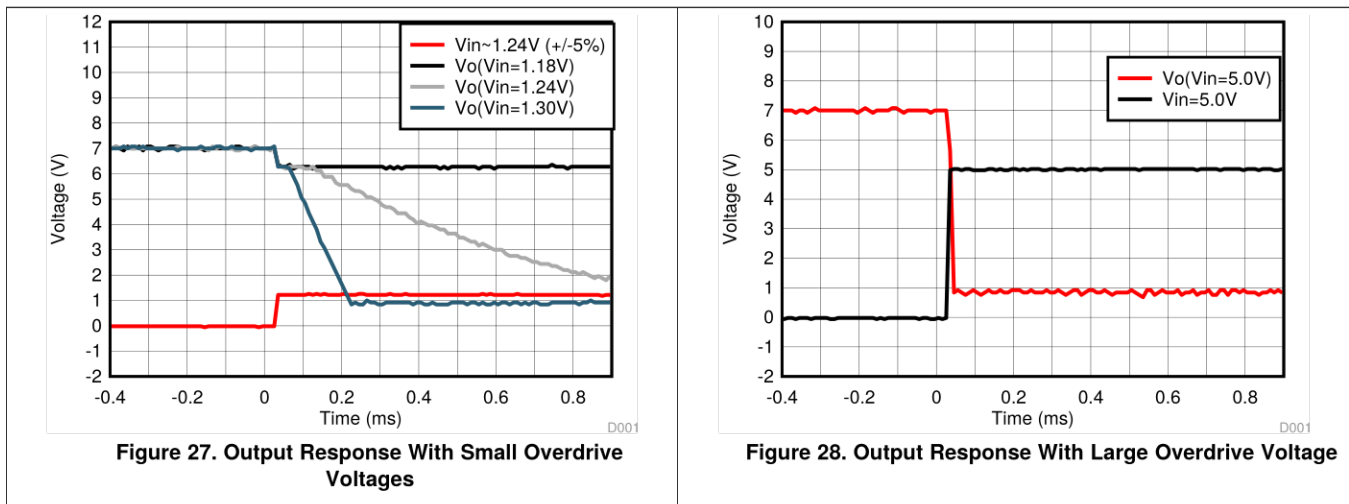 12
11
10
9
8
7
6
5
4
3
2
1
0
-1
-2
Voltage (V)
Vin~1.24V (+/-5%)
Vo(Vin=1.18V)
Vo(Vin=1.24V)
Vo(Vin=1.30V)
-0.4
-0.2
0
0.2
0.4
0.6
0.8
Time (ms)
D001
Figure 27. Output Response With Small Overdrive
Voltages
10
9
8
7
6
5
4
3
2
1
0
-1
-2
Voltage (V)
Vo(Vin=5.0V)
Vin=5.0V
-0.4
-0.2
0
0.2
0.4
0.6
0.8
Time (ms)
D001
Figure 28. Output Response With Large Overdrive Voltage